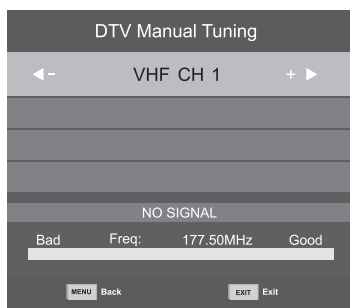 DTV Manual Tuning
- VHF CH 1 +
NO SIGNAL
Bad Freq: 177.50MHz Good
MENU Back EXIT Exit